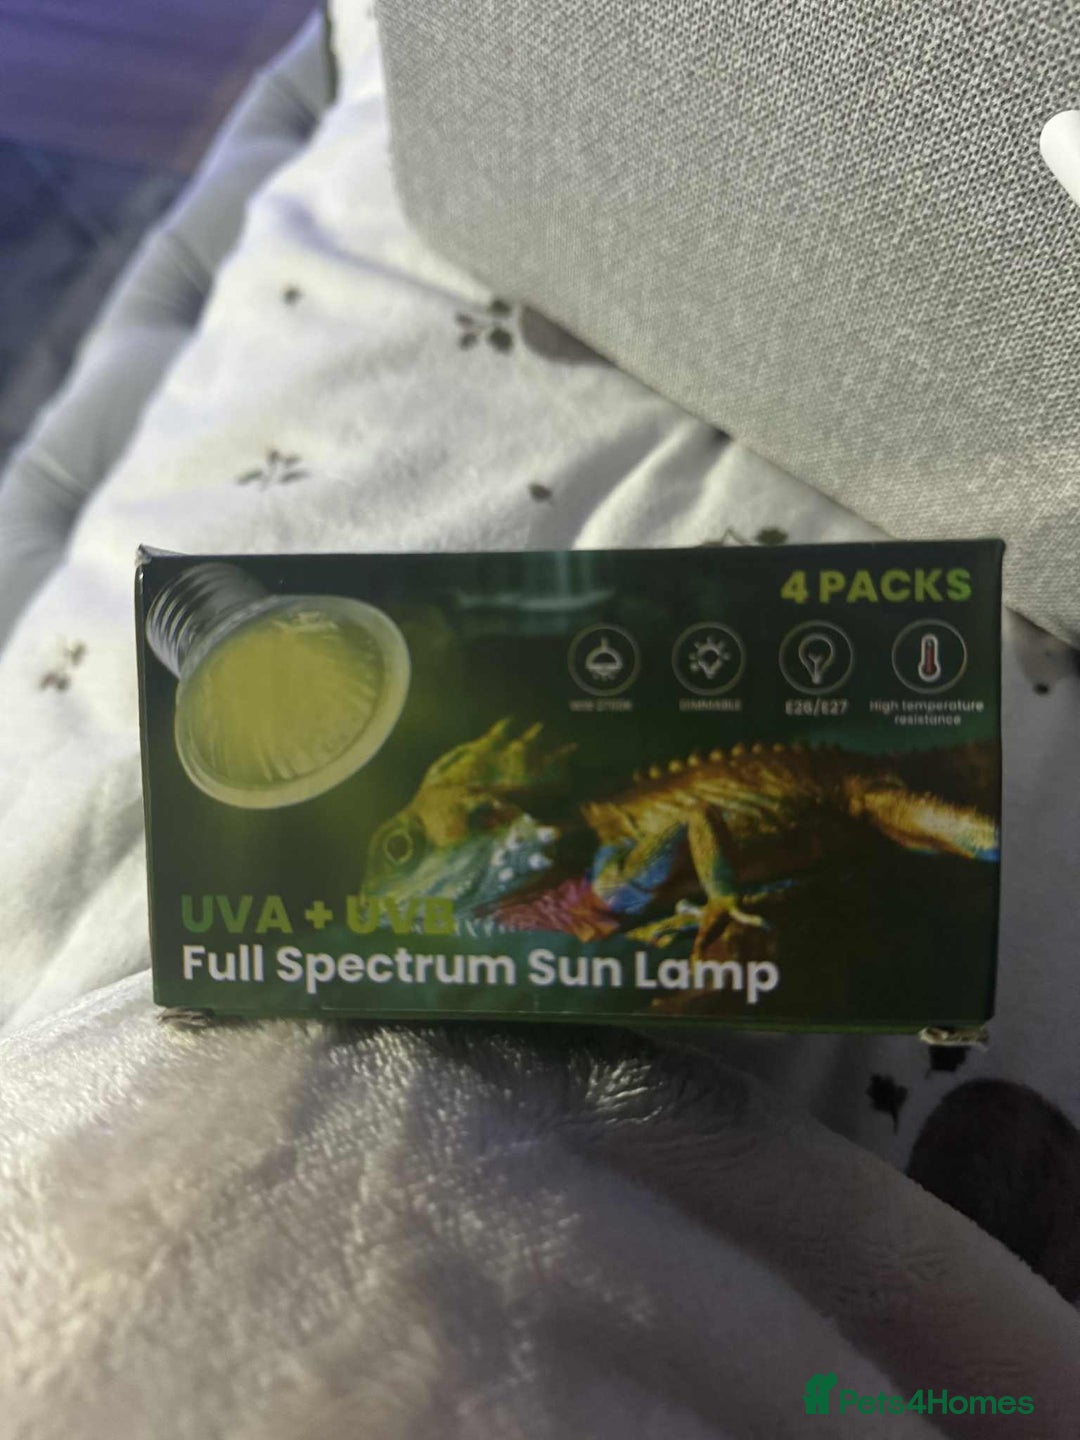 4 PACKS
DIMMABLE
E26/E27
High temperature
resistance
UVA + UVB
Full Spectrum Sun Lamp
Pets4Homes